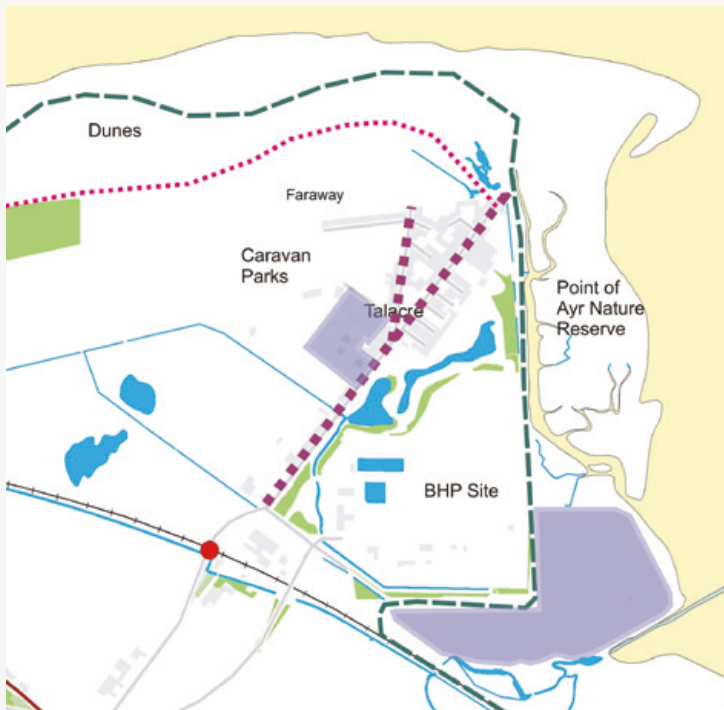 Dunes
Faraway
Caravan
Parks
Talacre
Point of
Ayr Nature
Reserve
BHP Site